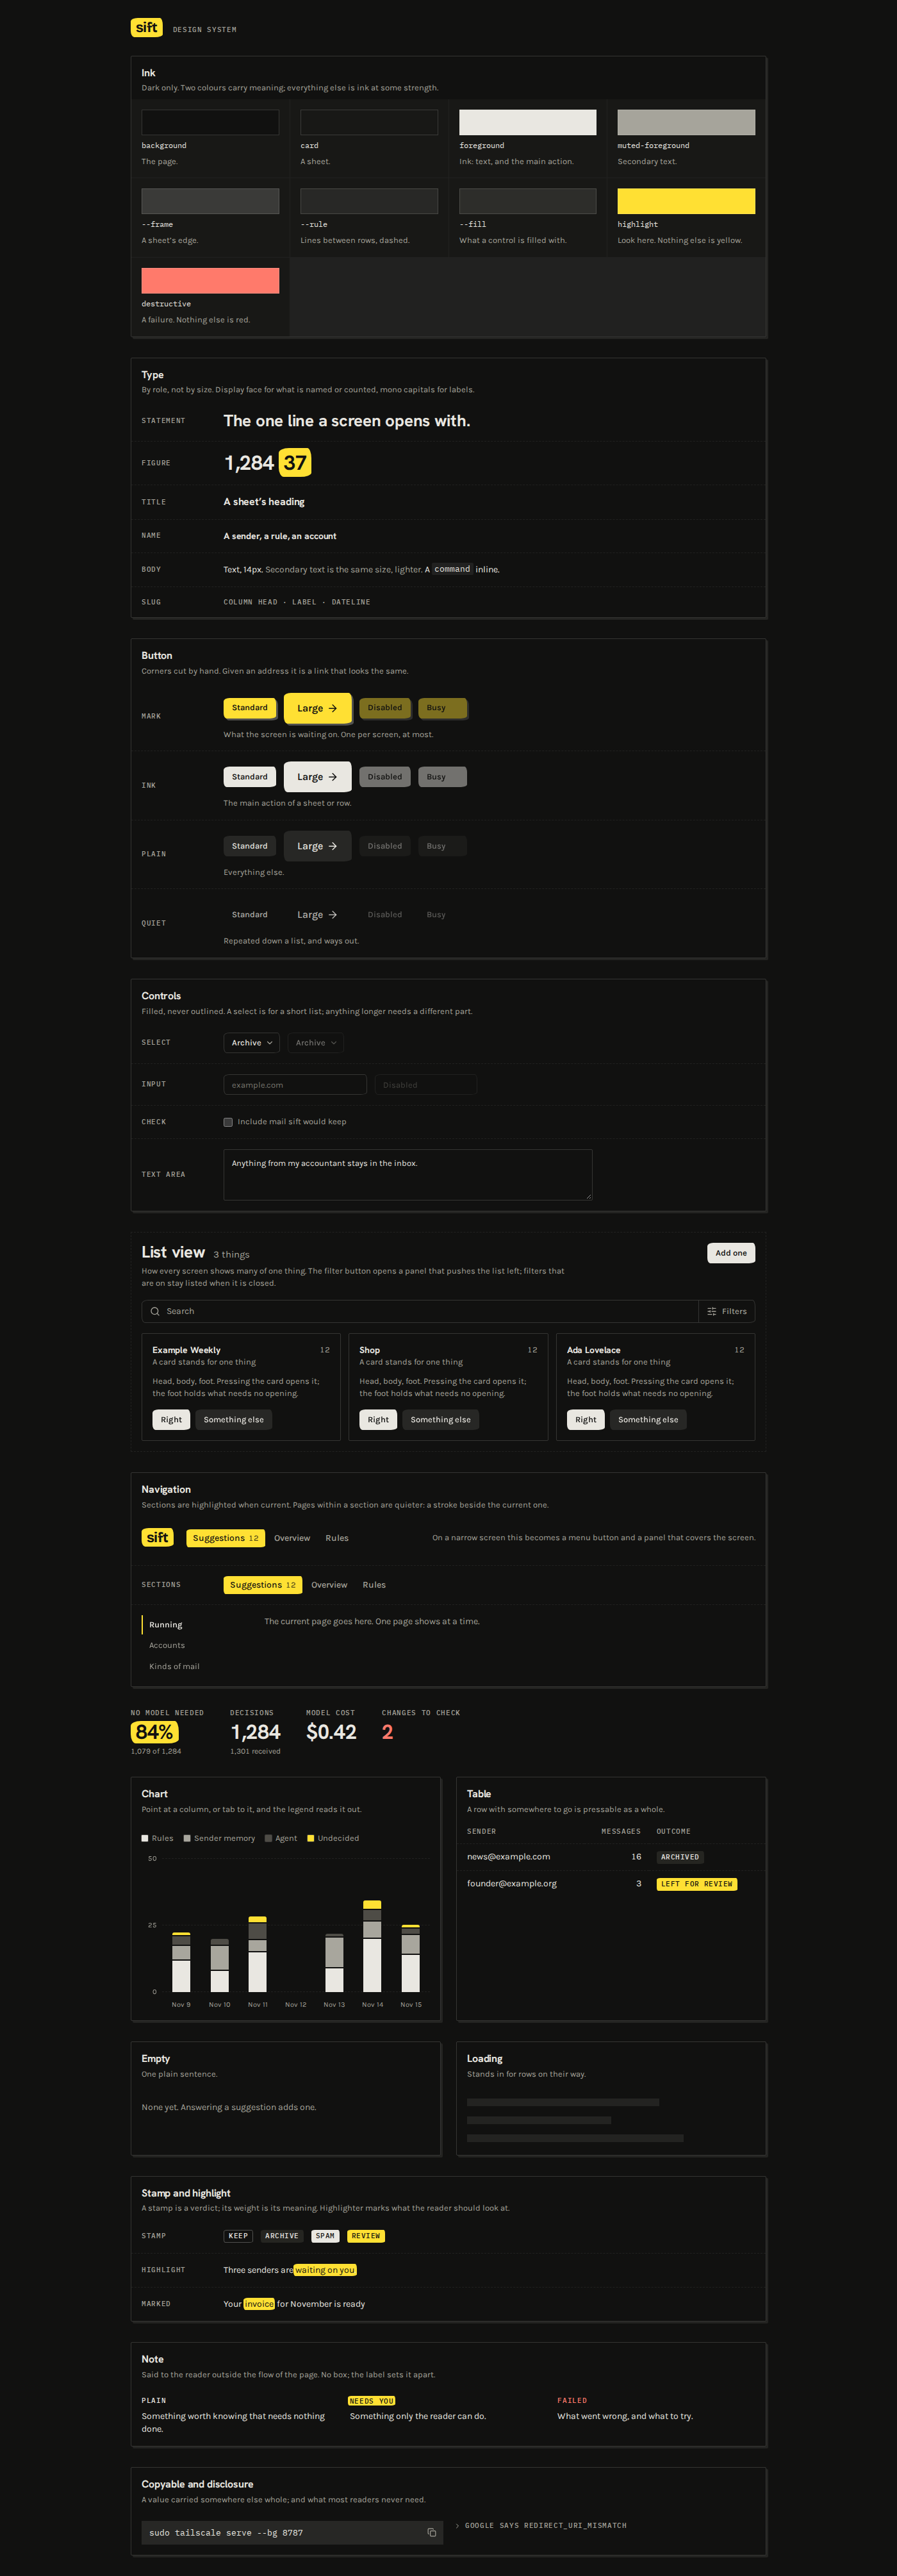 sift DESIGN SYSTEM
Ink
Dark only. Two colours carry meaning; everything else is ink at some strength.
background card foreground muted-foreground
The page. A sheet. Ink: text, and the main action. Secondary text.
--frame --rule --fill highlight
A sheet's edge. Lines between rows, dashed. What a control is filled with. Look here. Nothing else is yellow.
destructive
A failure. Nothing else is red.
Type
By role, not by size. Display face for what is named or counted, mono capitals for labels.
STATEMENT The one line a screen opens with.
FIGURE 1,284 37
TITLE A sheet’s heading
NAME A sender, a rule, an account
BODY Text, 14px. Secondary text is the same size, lighter. A command inline.
SLUG COLUMN HEAD · LABEL · DATELINE
Button
Corners cut by hand. Given an address it is a link that looks the same.
MARK Standard Large → Disabled Busy
What the screen is waiting on. One per screen, at most.
INK Standard Large → Disabled Busy
The main action of a sheet or row.
PLAIN Standard Large → Disabled Busy
Everything else.
QUIET Standard Large → Disabled Busy
Repeated down a list, and ways out.
Controls
Filled, never outlined. A select is for a short list; anything longer needs a different part.
SELECT Archive Archive
INPUT example.com Disabled
CHECK Include mail sift would keep
TEXT AREA Anything from my accountant stays in the inbox.
List view 3 things Add one
How every screen shows many of one thing. The filter button opens a panel that pushes the list left; filters that
are on stay listed when it is closed.
Search Filters
Example Weekly 12 Shop 12 Ada Lovelace 12
A card stands for one thing A card stands for one thing A card stands for one thing
Head, body, foot. Pressing the card opens it; Head, body, foot. Pressing the card opens it; Head, body, foot. Pressing the card opens it;
the foot holds what needs no opening. the foot holds what needs no opening. the foot holds what needs no opening.
Right Something else Right Something else Right Something else
Navigation
Sections are highlighted when current. Pages within a section are quieter: a stroke beside the current one.
sift Suggestions 12 Overview Rules On a narrow screen this becomes a menu button and a panel that covers the screen.
SECTIONS Suggestions 12 Overview Rules
Running The current page goes here. One page shows at a time.
Accounts
Kinds of mail
NO MODEL NEEDED DECISIONS MODEL COST CHANGES TO CHECK
84% 1,284 $0.42 2
1,079 of 1,284 1,301 received
Chart
Point at a column, or tab to it, and the legend reads it out.
Rules Sender memory Agent Undecided
50
25
0
Nov 9 Nov 10 Nov 11 Nov 12 Nov 13 Nov 14 Nov 15
Table
A row with somewhere to go is pressable as a whole.
SENDER MESSAGES OUTCOME
news@example.com 16 ARCHIVED
founder@example.org 3 LEFT FOR REVIEW
Empty
One plain sentence.
None yet. Answering a suggestion adds one.
Loading
Stands in for rows on their way.
Stamp and highlight
A stamp is a verdict; its weight is its meaning. Highlighter marks what the reader should look at.
STAMP KEEP ARCHIVE SPAM REVIEW
HIGHLIGHT Three senders are waiting on you
MARKED Your invoice for November is ready
Note
Said to the reader outside the flow of the page. No box; the label sets it apart.
PLAIN NEEDS YOU FAILED
Something worth knowing that needs nothing Something only the reader can do. What went wrong, and what to try.
done.
Copyable and disclosure
A value carried somewhere else whole; and what most readers never need.
sudo tailscale serve --bg 8787 › GOOGLE SAYS REDIRECT_URI_MISMATCH